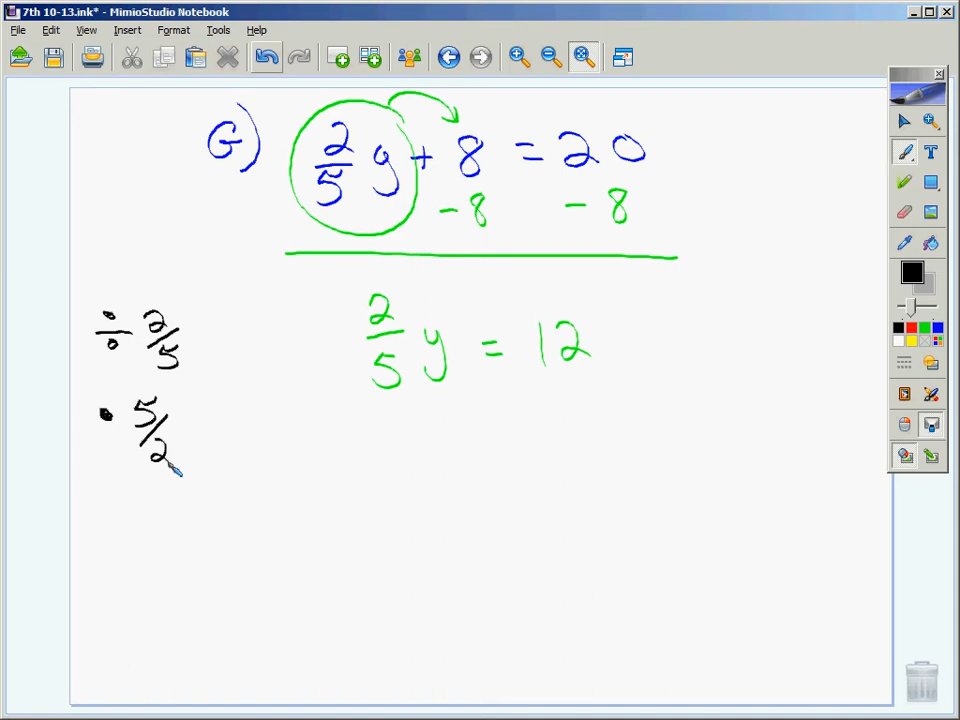 7th 10-13.ink* - MimioStudio Notebook
File Edit View Insert Format Tools Help
G) 2/5 y + 8 = 20
- 8 - 8
2/5 y = 12
÷ 2/5
• 5/2
T